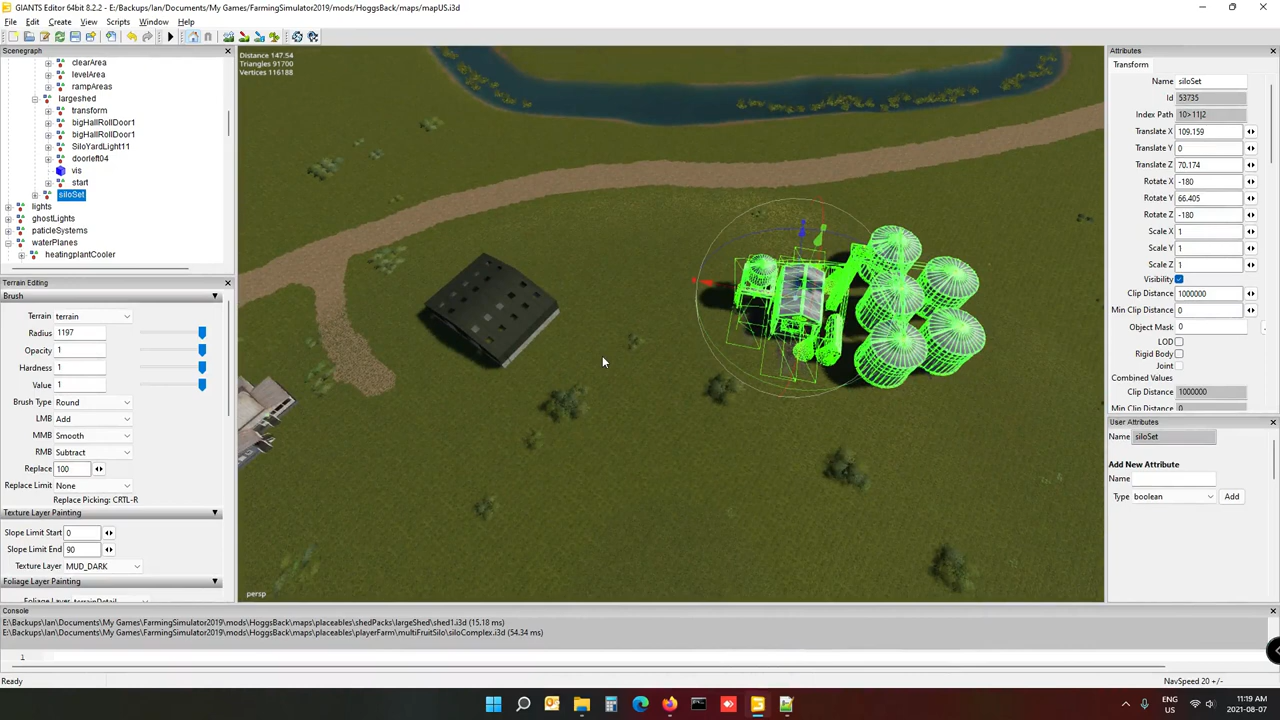 GIANTS Editor 64bit 8.2.2 - E:/Backups/Ian/Documents/My Games/FarmingSimulator2019/mods/HoggsBack/maps/mapUS.i3d
File Edit Create View Scripts Window Help
Scenegraph
clearArea
levelArea
rampAreas
largeshed
transform
bigHallRollDoor1
bigHallRollDoor1
SiloYardLight11
doorleft04
vis
start
siloSet
lights
ghostLights
paticleSystems
waterPlanes
heatingplantCooler
Terrain Editing
Brush
Terrain terrain
Radius 1197
Opacity 1
Hardness 1
Value 1
Brush Type Round
LMB Add
MMB Smooth
RMB Subtract
Replace 100
Replace Limit None
Replace Picking: CRTL-R
Texture Layer Painting
Slope Limit Start 0
Slope Limit End 90
Texture Layer MUD_DARK
Foliage Layer Painting
Foliage Layer terrainDetail
Distance 147.54
Triangles 91700
Vertices 116188
persp
Attributes
Transform
Name siloSet
Id 53735
Index Path 10>11|2
Translate X 109.159
Translate Y 0
Translate Z 70.174
Rotate X -180
Rotate Y 66.405
Rotate Z -180
Scale X 1
Scale Y 1
Scale Z 1
Visibility
Clip Distance 1000000
Min Clip Distance 0
Object Mask 0
LOD
Rigid Body
Joint
Combined Values
Clip Distance 1000000
Min Clip Distance 0
User Attributes
Name siloSet
Add New Attribute
Name
Type boolean Add
Console
E:/Backups\Ian\Documents\My Games\FarmingSimulator2019\mods\HoggsBack\maps\placeables\shedPacks\largeShed\shed1.i3d (15.18 ms)
E:/Backups\Ian\Documents\My Games\FarmingSimulator2019\mods\HoggsBack\maps\placeables\playerFarm\multiFruitSilo\siloComplex.i3d (54.34 ms)
1
Ready
NavSpeed 20 +/-
ENG
US
11:19 AM
2021-08-07